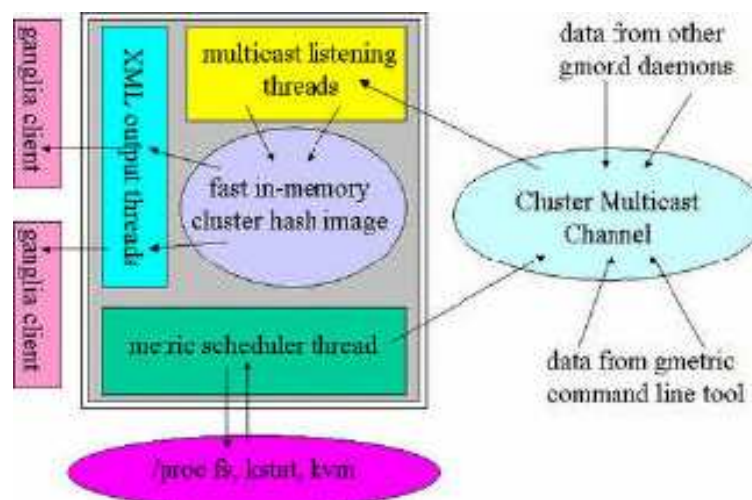 ganglia client
XML output threads
multicast listening
threads
data from other
gmond daemons
fast in-memory
cluster hash image
Cluster Multicast
Channel
ganglia client
metric scheduler thread
data from gmetric
command line tool
/proc fs, kstat, kvm